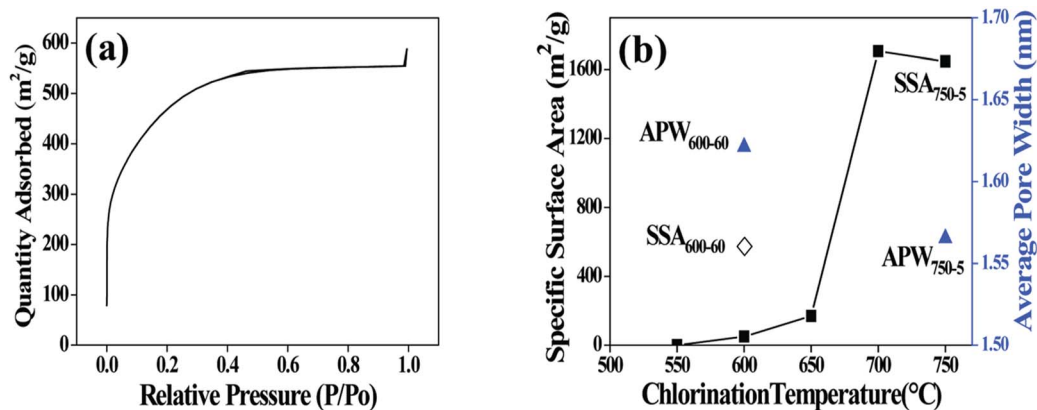 (a)
Quantity Adsorbed (m²/g)
600
500
400
300
200
100
0
0.0 0.2 0.4 0.6 0.8 1.0
Relative Pressure (P/Po)
(b)
Specific Surface Area (m²/g)
1600
1200
800
400
0
APW600-60
SSA600-60
SSA750-5
APW750-5
500 550 600 650 700 750
Chlorination Temperature(°C)
1.70
1.65
1.60
1.55
1.50
Average Pore Width (nm)